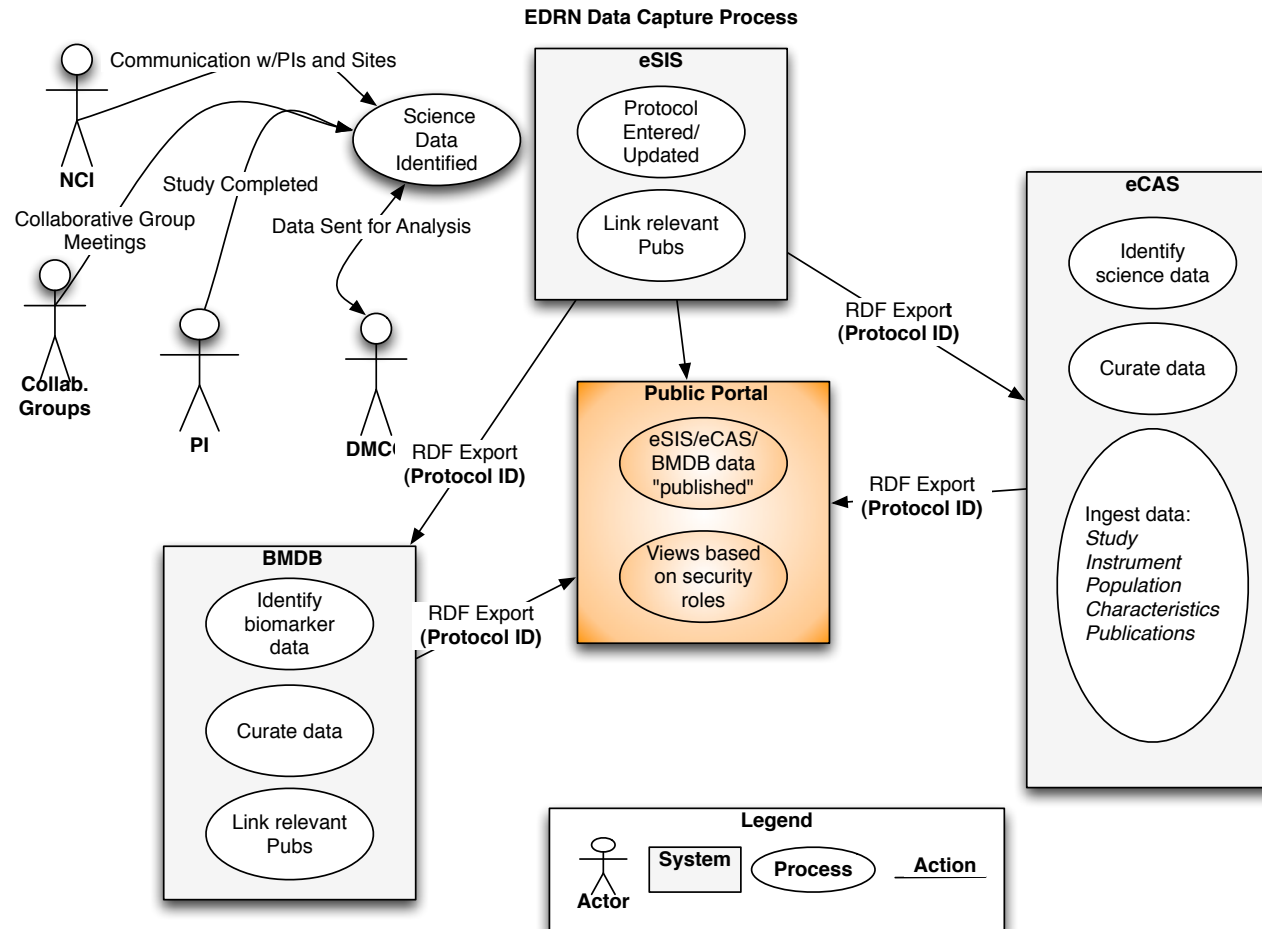 EDRN Data Capture Process
Communication w/PIs and Sites
Science
Data
Identified
NCI
Study Completed
Collaborative Group
Meetings
Data Sent for Analysis
Collab.
Groups
PI
DMC
eSIS
Protocol
Entered/
Updated
Link relevant
Pubs
RDF Export
(Protocol ID)
eCAS
Identify
science data
Curate data
Ingest data:
Study
Instrument
Population
Characteristics
Publications
RDF Export
(Protocol ID)
Public Portal
eSIS/eCAS/
BMDB data
"published"
Views based
on security
roles
RDF Export
(Protocol ID)
BMDB
Identify
biomarker
data
Curate data
Link relevant
Pubs
RDF Export
(Protocol ID)
Legend
Actor
System
Process
Action